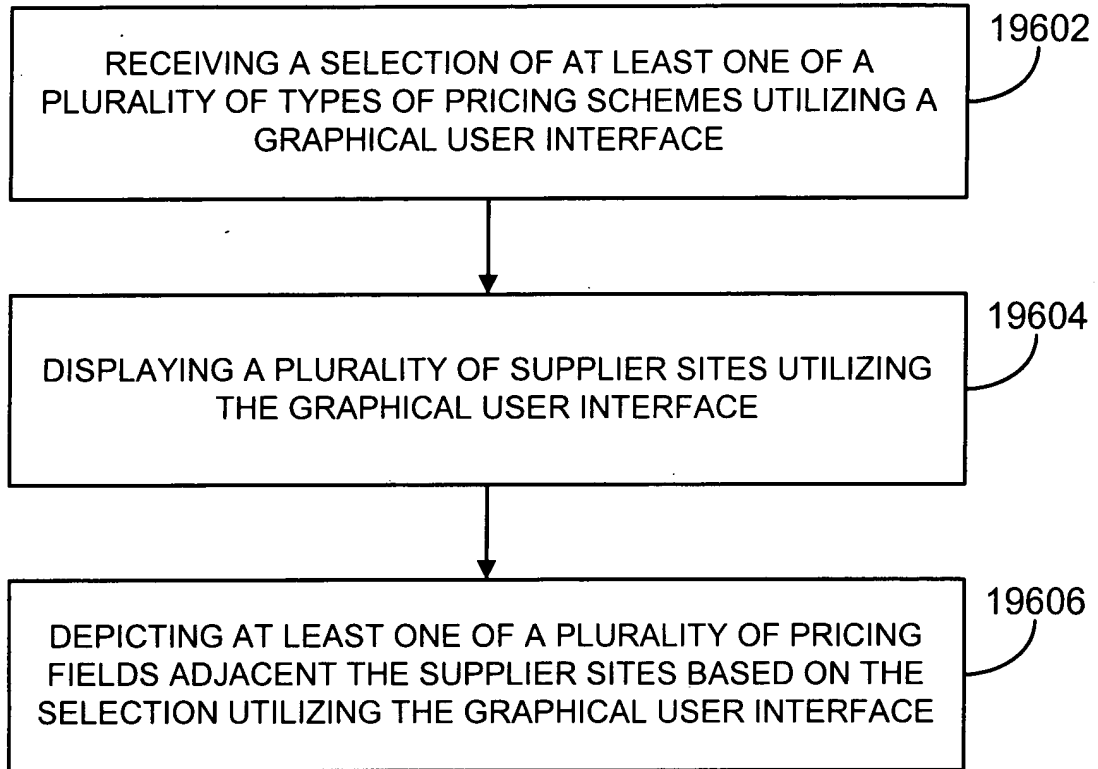 19602
RECEIVING A SELECTION OF AT LEAST ONE OF A
PLURALITY OF TYPES OF PRICING SCHEMES UTILIZING A
GRAPHICAL USER INTERFACE
19604
DISPLAYING A PLURALITY OF SUPPLIER SITES UTILIZING
THE GRAPHICAL USER INTERFACE
19606
DEPICTING AT LEAST ONE OF A PLURALITY OF PRICING
FIELDS ADJACENT THE SUPPLIER SITES BASED ON THE
SELECTION UTILIZING THE GRAPHICAL USER INTERFACE